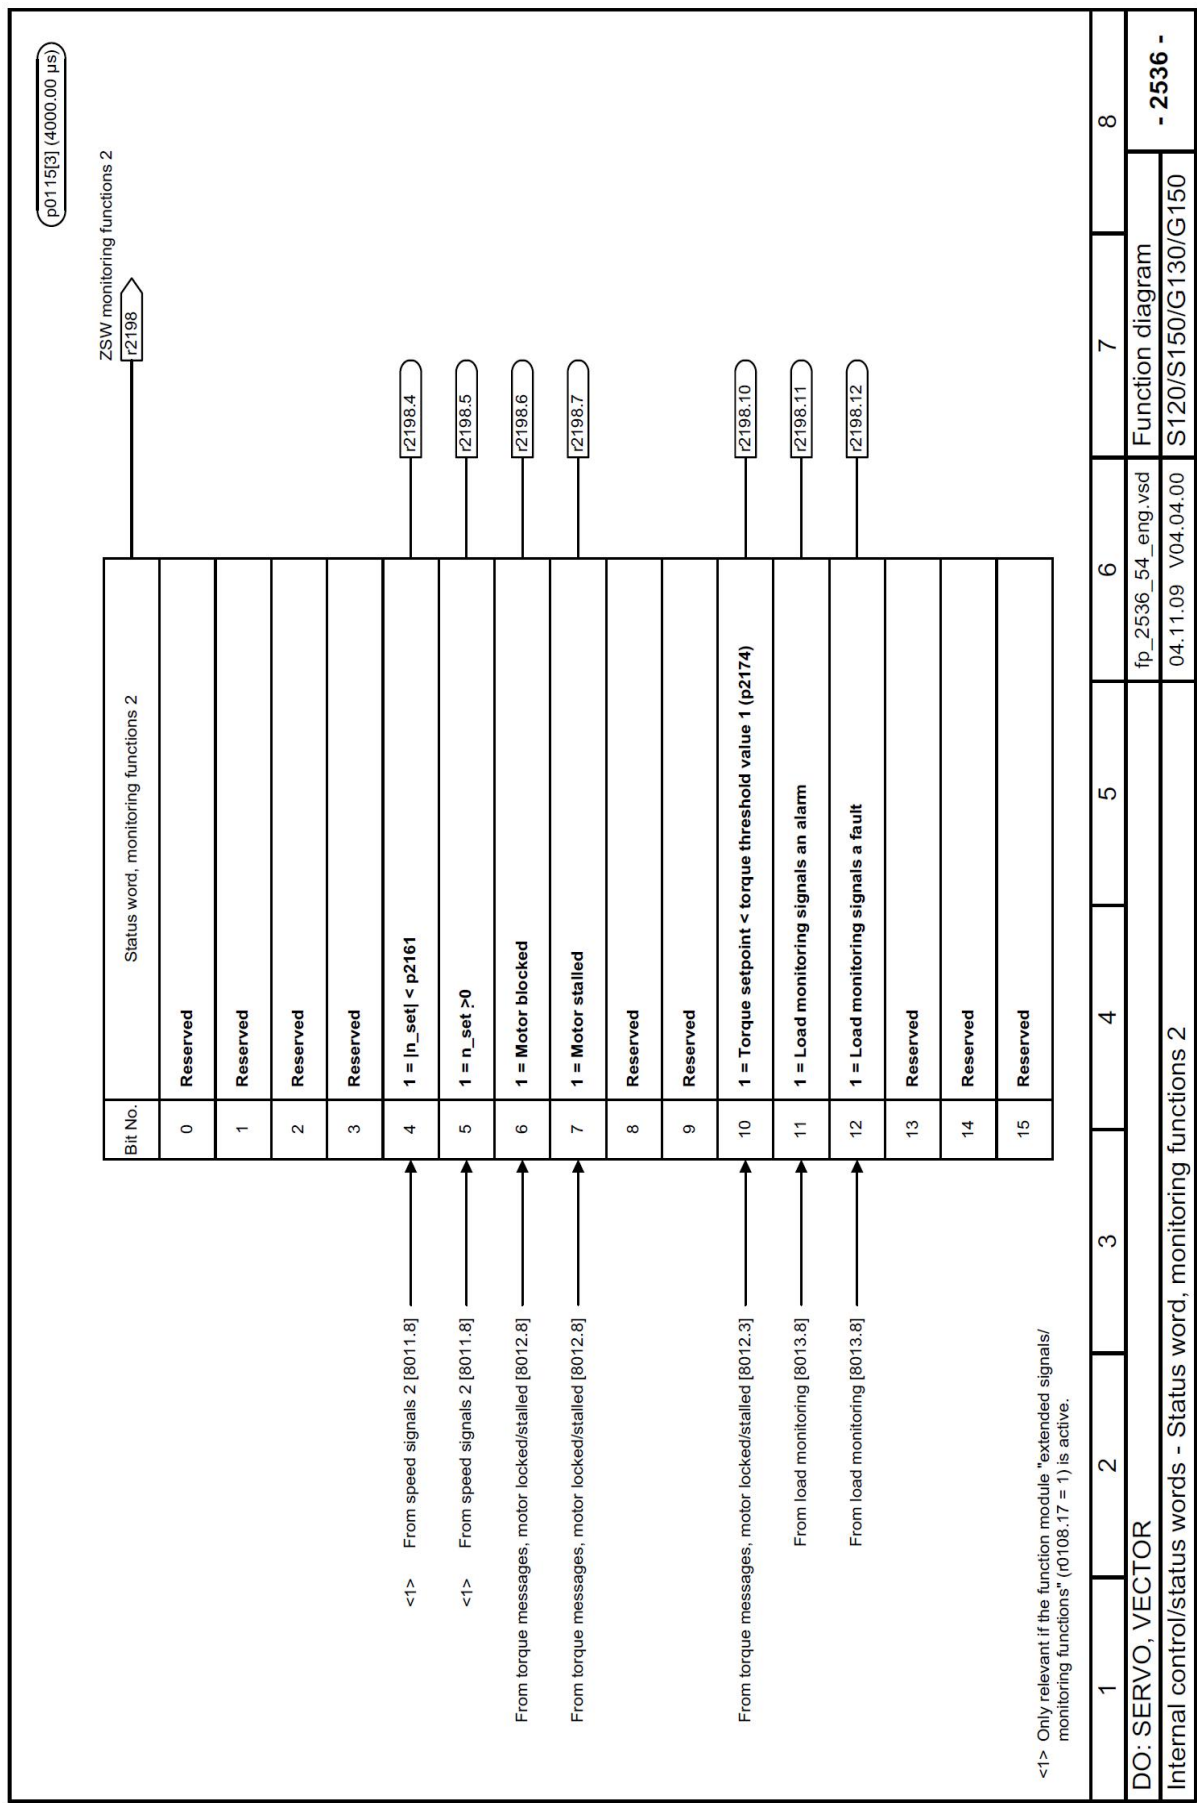 p0115[3] (4000.00 µs)
ZSW monitoring functions 2
r2198
Bit No. Status word, monitoring functions 2
0 Reserved
1 Reserved
2 Reserved
3 Reserved
<1> From speed signals 2 [8011.8] 4 1 = |n_set| < p2161 r2198.4
<1> From speed signals 2 [8011.8] 5 1 = n_set >0 r2198.5
From torque messages, motor locked/stalled [8012.8] 6 1 = Motor blocked r2198.6
From torque messages, motor locked/stalled [8012.8] 7 1 = Motor stalled r2198.7
8 Reserved
9 Reserved
From torque messages, motor locked/stalled [8012.3] 10 1 = Torque setpoint < torque threshold value 1 (p2174) r2198.10
From load monitoring [8013.8] 11 1 = Load monitoring signals an alarm r2198.11
From load monitoring [8013.8] 12 1 = Load monitoring signals a fault r2198.12
13 Reserved
14 Reserved
15 Reserved
<1> Only relevant if the function module "extended signals/
monitoring functions" (r0108.17 = 1) is active.
1 2 3 4 5 6 7 8
DO: SERVO, VECTOR fp_2536_54_eng.vsd Function diagram
- 2536 -
Internal control/status words - Status word, monitoring functions 2 04.11.09 V04.04.00 S120/S150/G130/G150